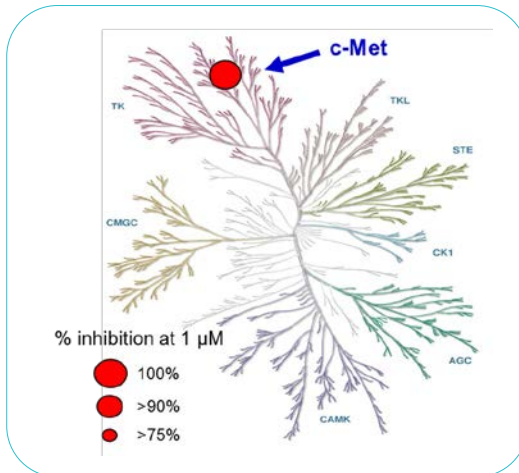 c-Met
TK
TKL
STE
CMGC
CK1
% inhibition at 1 µM
100%
>90%
>75%
AGC
CAMK